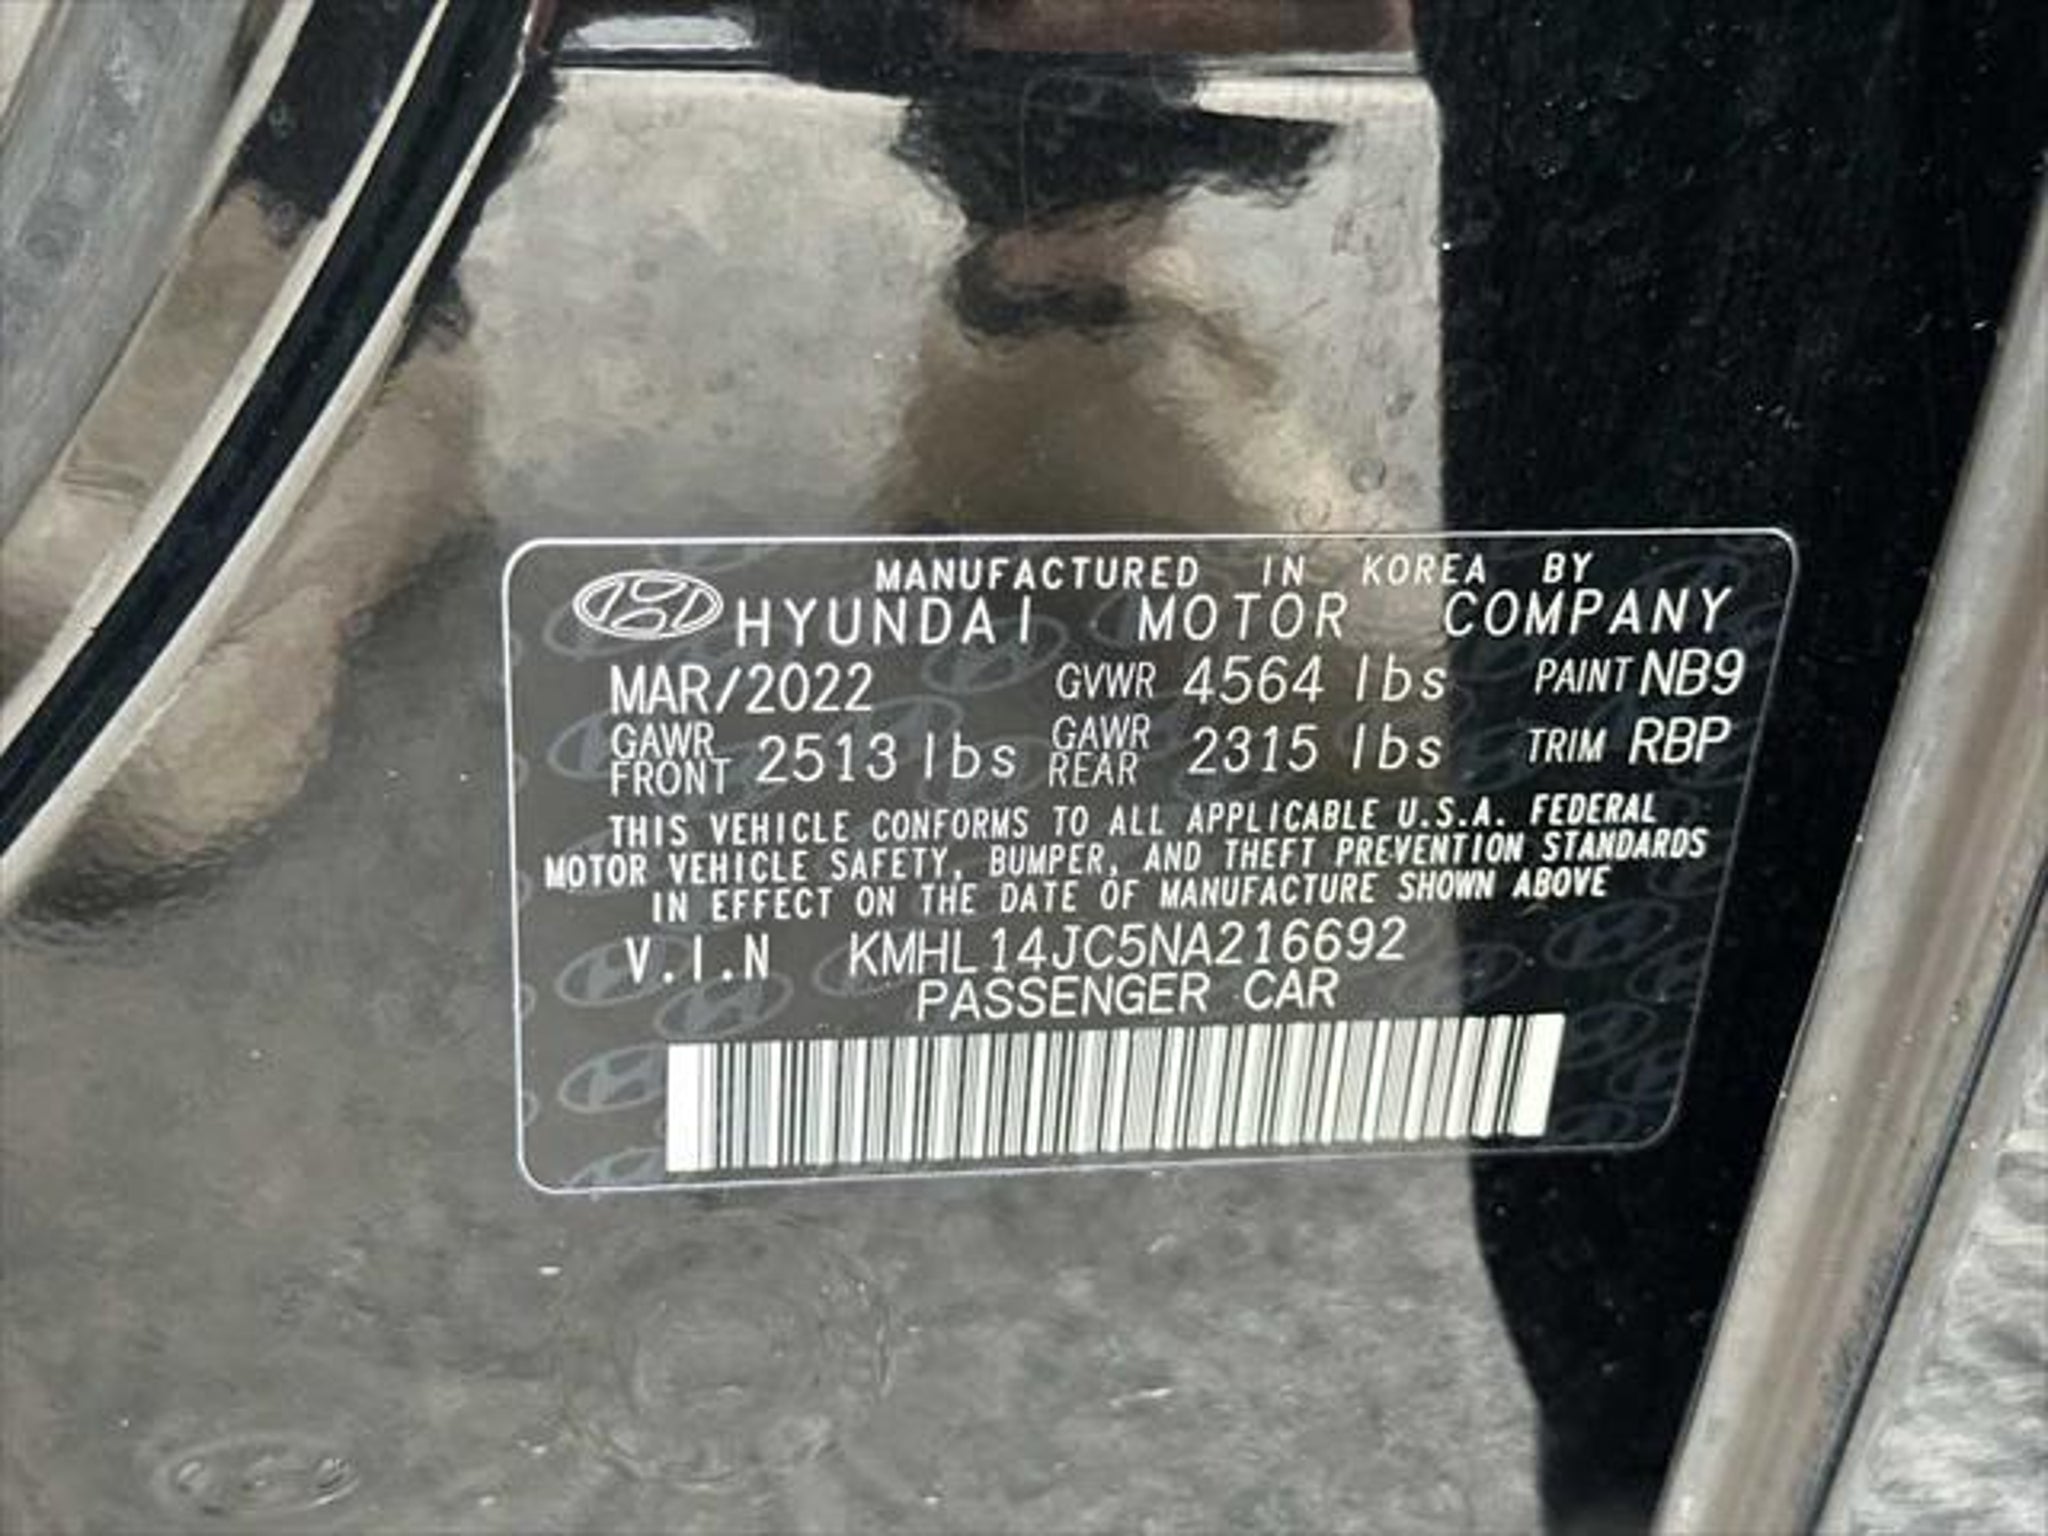 MANUFACTURED IN KOREA BY
HYUNDAI MOTOR COMPANY
MAR/2022 GVWR 4564 lbs PAINT NB9
GAWR FRONT 2513 lbs GAWR REAR 2315 lbs TRIM RBP
THIS VEHICLE CONFORMS TO ALL APPLICABLE U.S.A. FEDERAL
MOTOR VEHICLE SAFETY, BUMPER, AND THEFT PREVENTION STANDARDS
IN EFFECT ON THE DATE OF MANUFACTURE SHOWN ABOVE
V.I.N KMHL14JC5NA216692
PASSENGER CAR